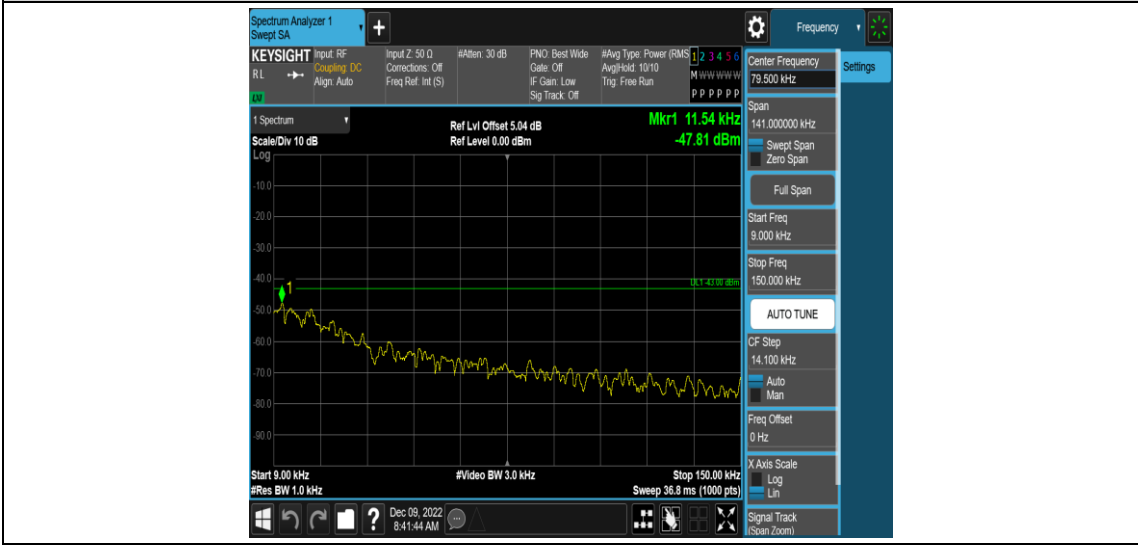 Spectrum Analyzer 1
Swept SA
+
Frequency
KEYSIGHT
Input: RF
Coupling: DC
Align: Auto
Input Z: 50 Ω
Corrections: Off
Freq Ref: Int (S)
#Atten: 30 dB
PNO: Best Wide
Gate: Off
IF Gain: Low
Sig Track: Off
#Avg Type: Power (RMS
Avg|Hold: 10/10
Trig: Free Run
1 2 3 4 5 6
M W W W W W
P P P P P P
R L
LM
Center Frequency
79.500 kHz
Settings
Span
141.000000 kHz
Swept Span
Zero Span
Full Span
Start Freq
9.000 kHz
Stop Freq
150.000 kHz
AUTO TUNE
CF Step
14.100 kHz
Auto
Man
Freq Offset
0 Hz
X Axis Scale
Log
Lin
Signal Track
(Span Zoom)
1 Spectrum
Scale/Div 10 dB
Log
Ref Lvl Offset 5.04 dB
Ref Level 0.00 dBm
Mkr1 11.54 kHz
-47.81 dBm
-10.0
-20.0
-30.0
-40.0
-50.0
-60.0
-70.0
-80.0
-90.0
1
DL1 -43.00 dBm
Start 9.00 kHz
#Res BW 1.0 kHz
#Video BW 3.0 kHz
Stop 150.00 kHz
Sweep 36.8 ms (1000 pts)
?
Dec 09, 2022
8:41:44 AM